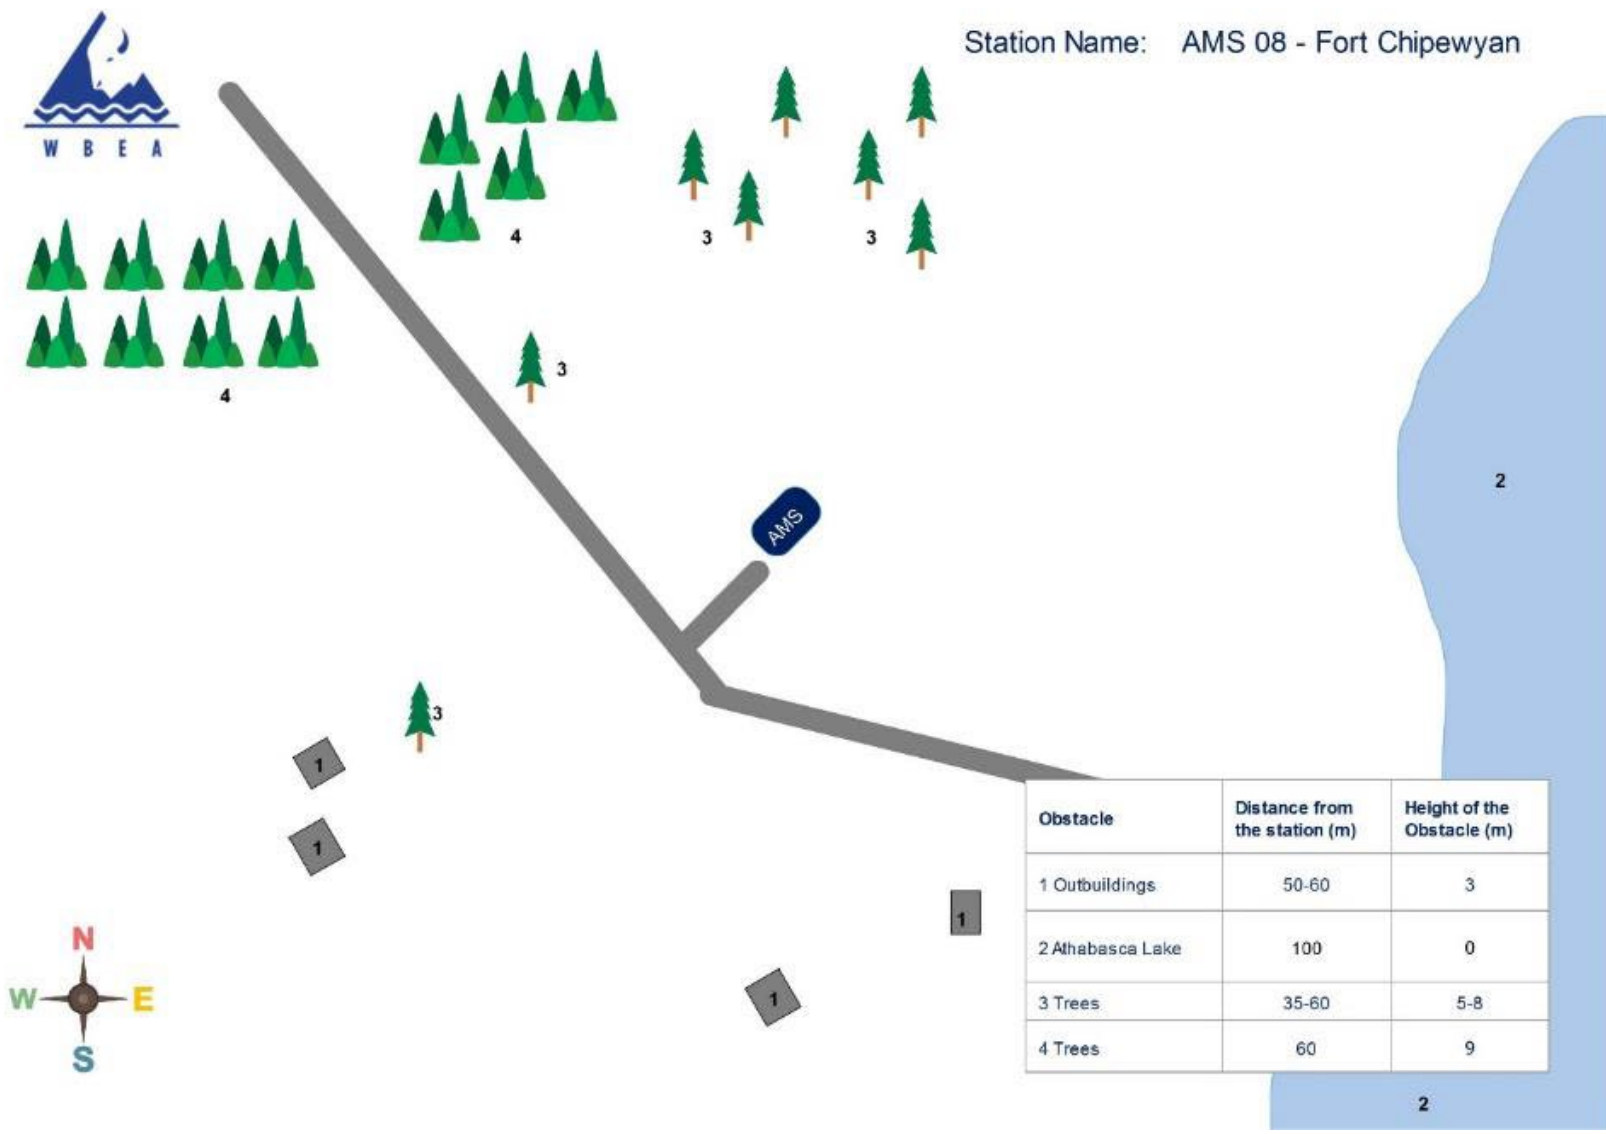 Station Name: AMS 08 - Fort Chipewyan
W B E A
4
3
3
4
3
2
AMS
3
1
1
Obstacle Distance from the station (m) Height of the Obstacle (m)
1 Outbuildings 50-60 3
2 Athabasca Lake 100 0
3 Trees 35-60 5-8
4 Trees 60 9
1
1
N
W E
S
2